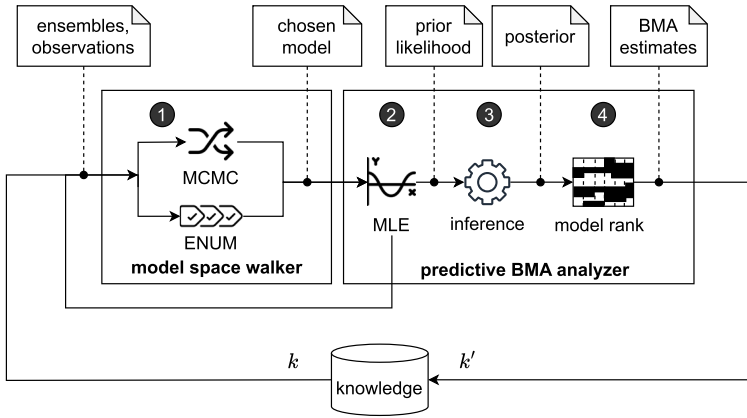 ensembles,
observations
chosen
model
prior
likelihood
posterior
BMA
estimates
1
2
3
4
MCMC
ENUM
model space walker
Y
x
MLE
inference
model rank
predictive BMA analyzer
k
k′
knowledge